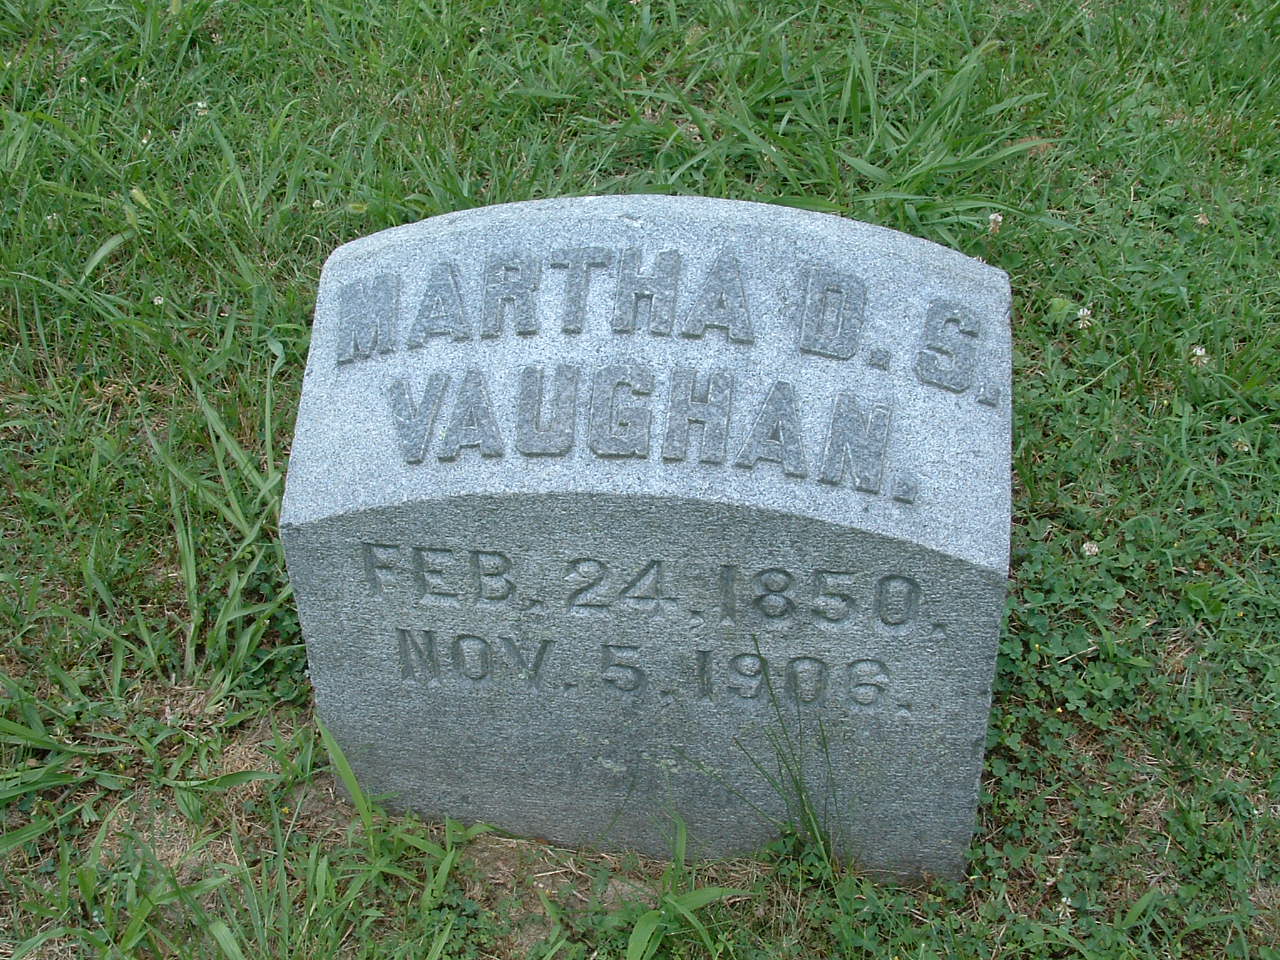 MARTHA D. S.
VAUGHAN.
FEB. 24, 1850,
NOV. 5, 1906.